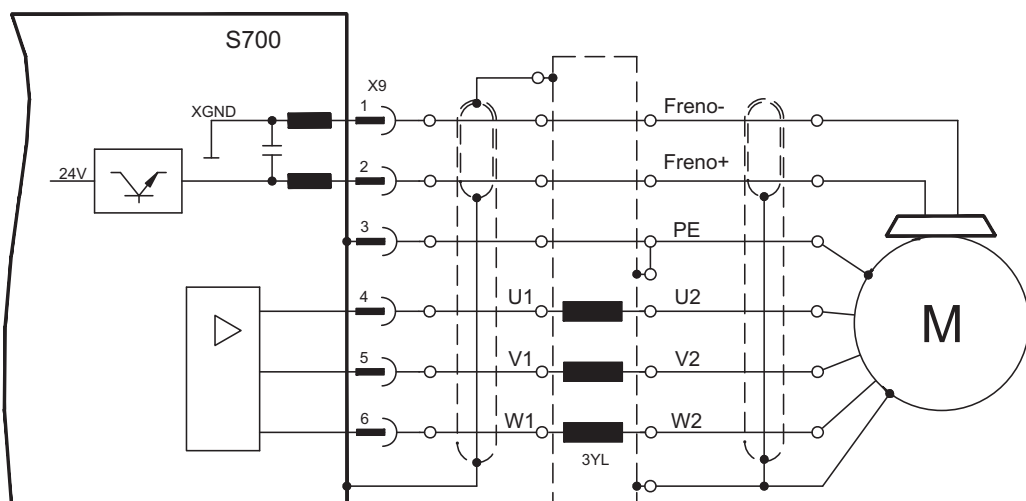 S700
X9
XGND
1
Freno-
24V
2
Freno+
3
PE
4
U1
U2
M
5
V1
V2
6
W1
W2
3YL